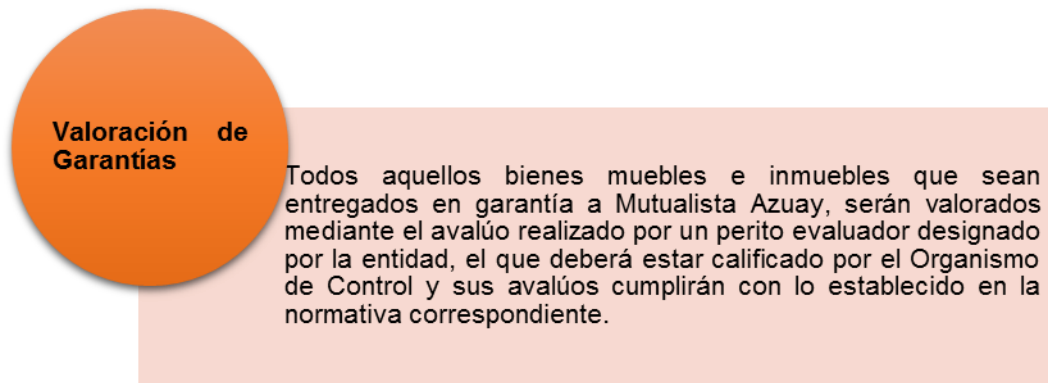 Valoración de
Garantías
Todos aquellos bienes muebles e inmuebles que sean
entregados en garantía a Mutualista Azuay, serán valorados
mediante el avalúo realizado por un perito evaluador designado
por la entidad, el que deberá estar calificado por el Organismo
de Control y sus avalúos cumplirán con lo establecido en la
normativa correspondiente.